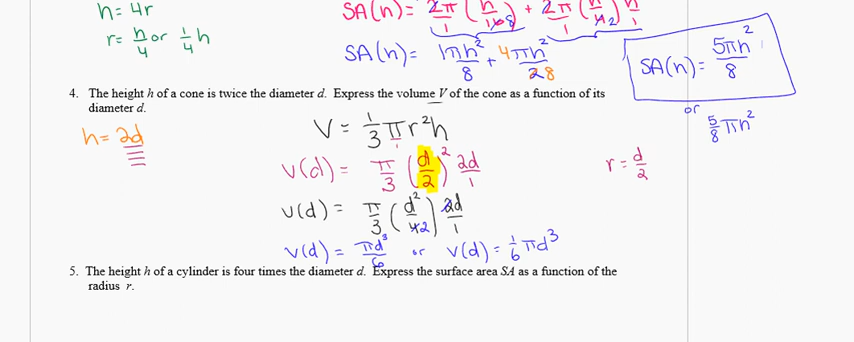 h = 4r
r = h/4 or 1/4 h
SA(h) = 2π/1 (h/168)² + 2π/1 (h/42) h/1
SA(h) = 1πh²/8 + 4πh²/28
SA(h) = 5πh²/8
or
5/8 πh²
4. The height h of a cone is twice the diameter d. Express the volume V of the cone as a function of its
diameter d.
h = 2d
V = 1/3 πr²h
V(d) = π/3 (d/2)² 2d/1
r = d/2
V(d) = π/3 (d²/42) 2d/1
V(d) = πd³/6 or V(d) = 1/6 πd³
5. The height h of a cylinder is four times the diameter d. Express the surface area SA as a function of the
radius r.